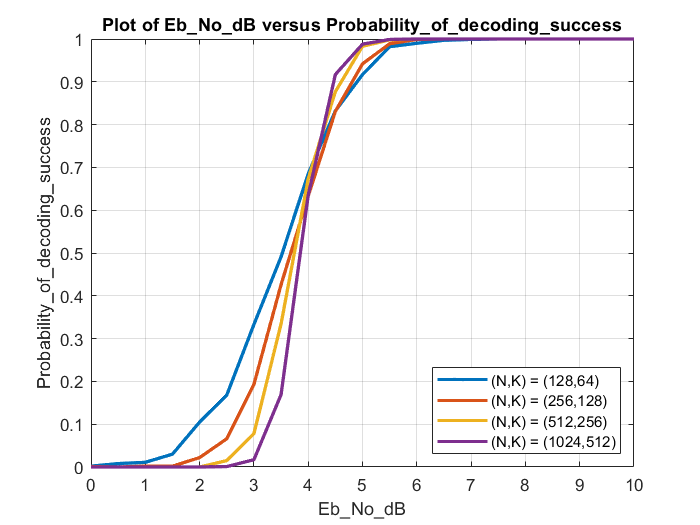 Plot of Eb_No_dB versus Probability_of_decoding_success
Probability_of_decoding_success
1
0.9
0.8
0.7
0.6
0.5
0.4
0.3
0.2
0.1
0
(N,K) = (128,64)
(N,K) = (256,128)
(N,K) = (512,256)
(N,K) = (1024,512)
0 1 2 3 4 5 6 7 8 9 10
Eb_No_dB